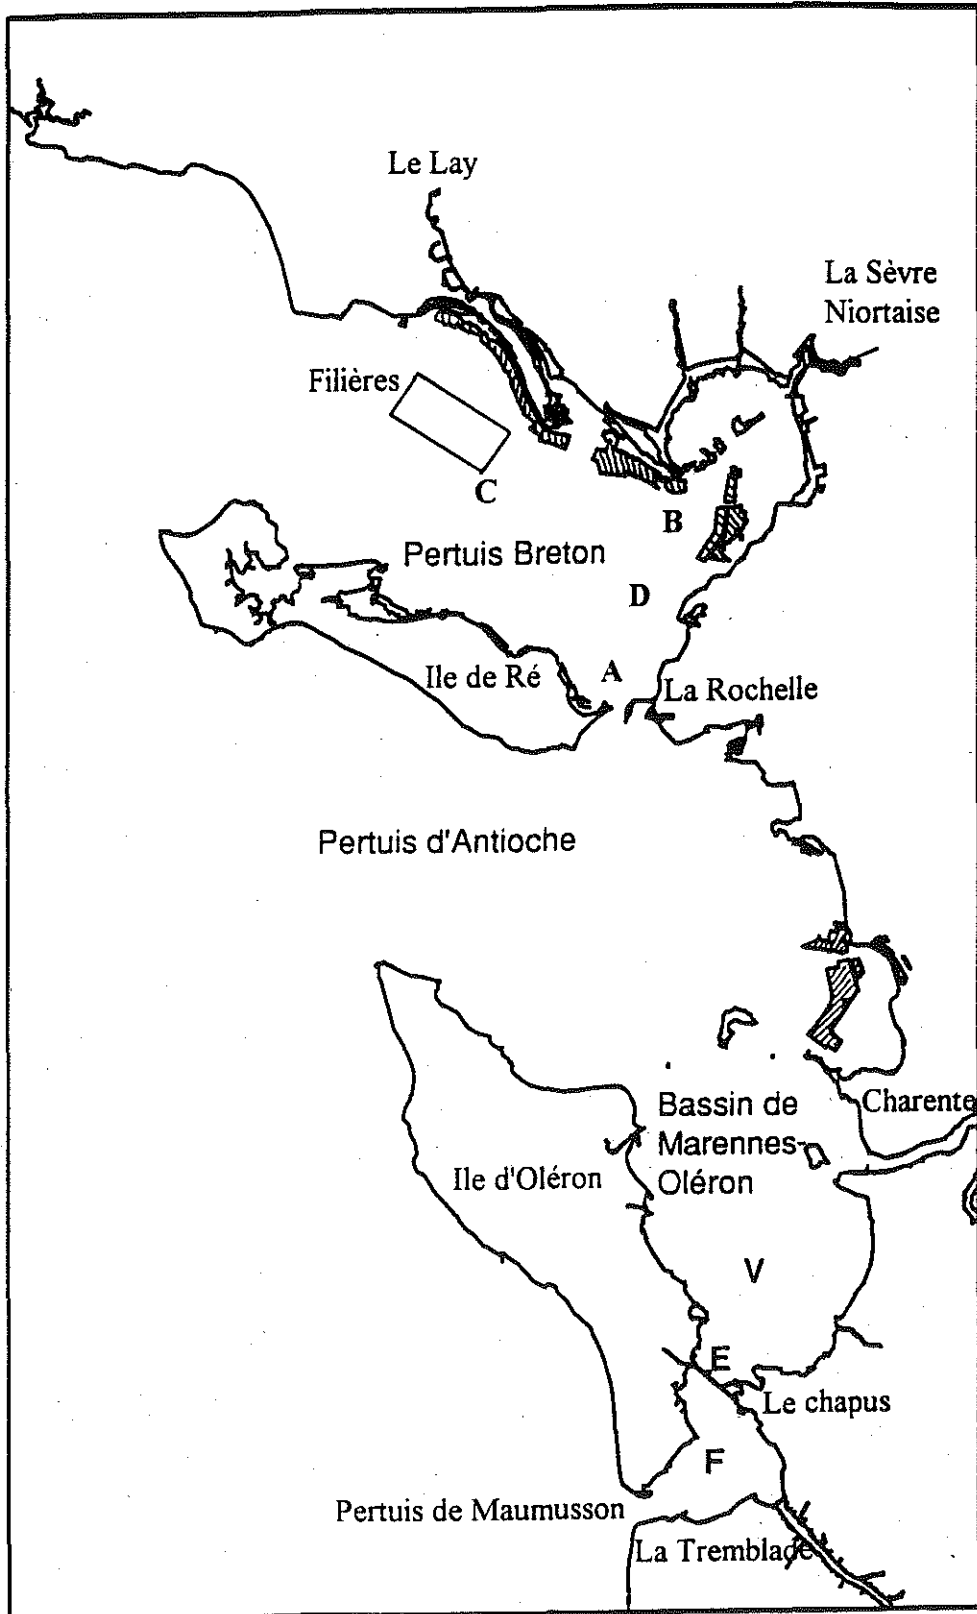 Le Lay
La Sèvre
Niortaise
Filières
C
B
Pertuis Breton
D
Ile de Ré
A
La Rochelle
Pertuis d'Antioche
Bassin de
Marennes-
Oléron
Charente
Ile d'Oléron
V
E
Le chapus
F
Pertuis de Maumusson
La Tremblade